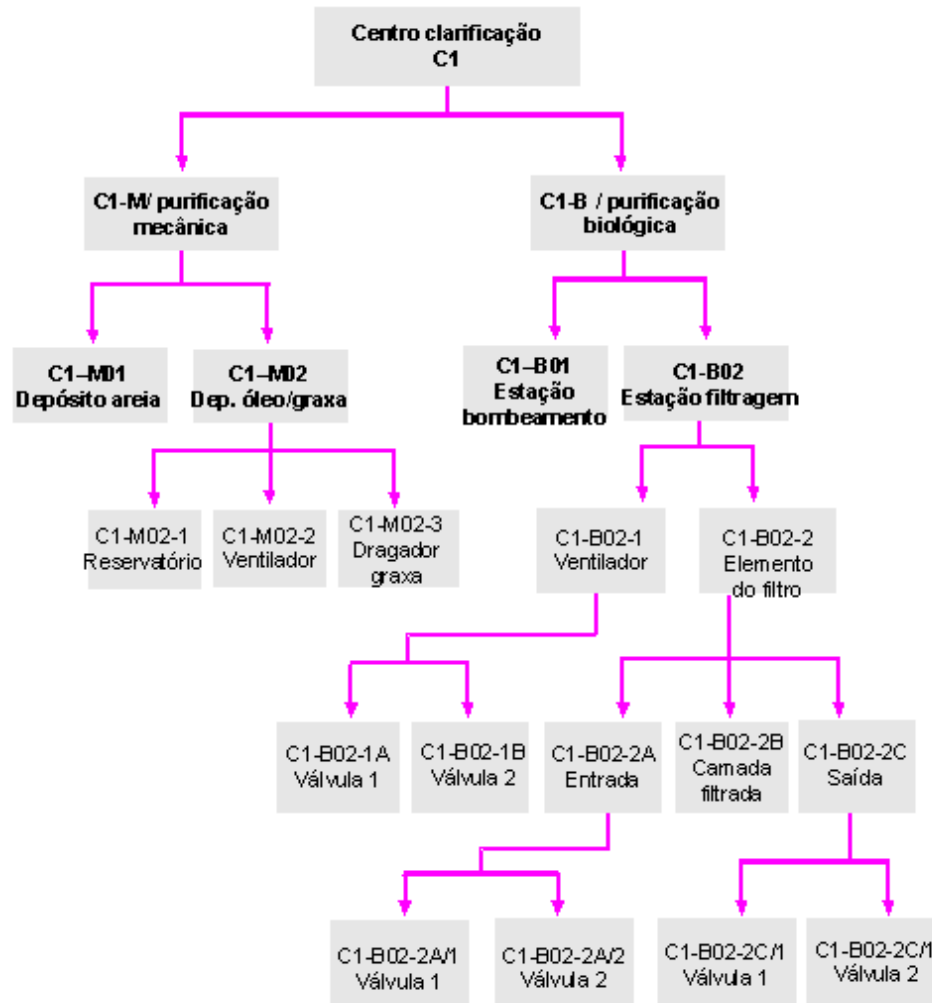 Centro clarificação
C1
C1-M/ purificação
mecânica
C1-B / purificação
biológica
C1–M01
Depósito areia
C1–M02
Dep. óleo/graxa
C1–B01
Estação
bombeamento
C1-B02
Estação filtragem
C1-M02-1
Reservatório
C1-M02-2
Ventilador
C1-M02-3
Dragador
graxa
C1-B02-1
Ventilador
C1-B02-2
Elemento
do filtro
C1-B02-1A
Válvula 1
C1-B02-1B
Válvula 2
C1-B02-2A
Entrada
C1-B02-2B
Camada
filtrada
C1-B02-2C
Saída
C1-B02-2A/1
Válvula 1
C1-B02-2A/2
Válvula 2
C1-B02-2C/1
Válvula 1
C1-B02-2C/1
Válvula 2